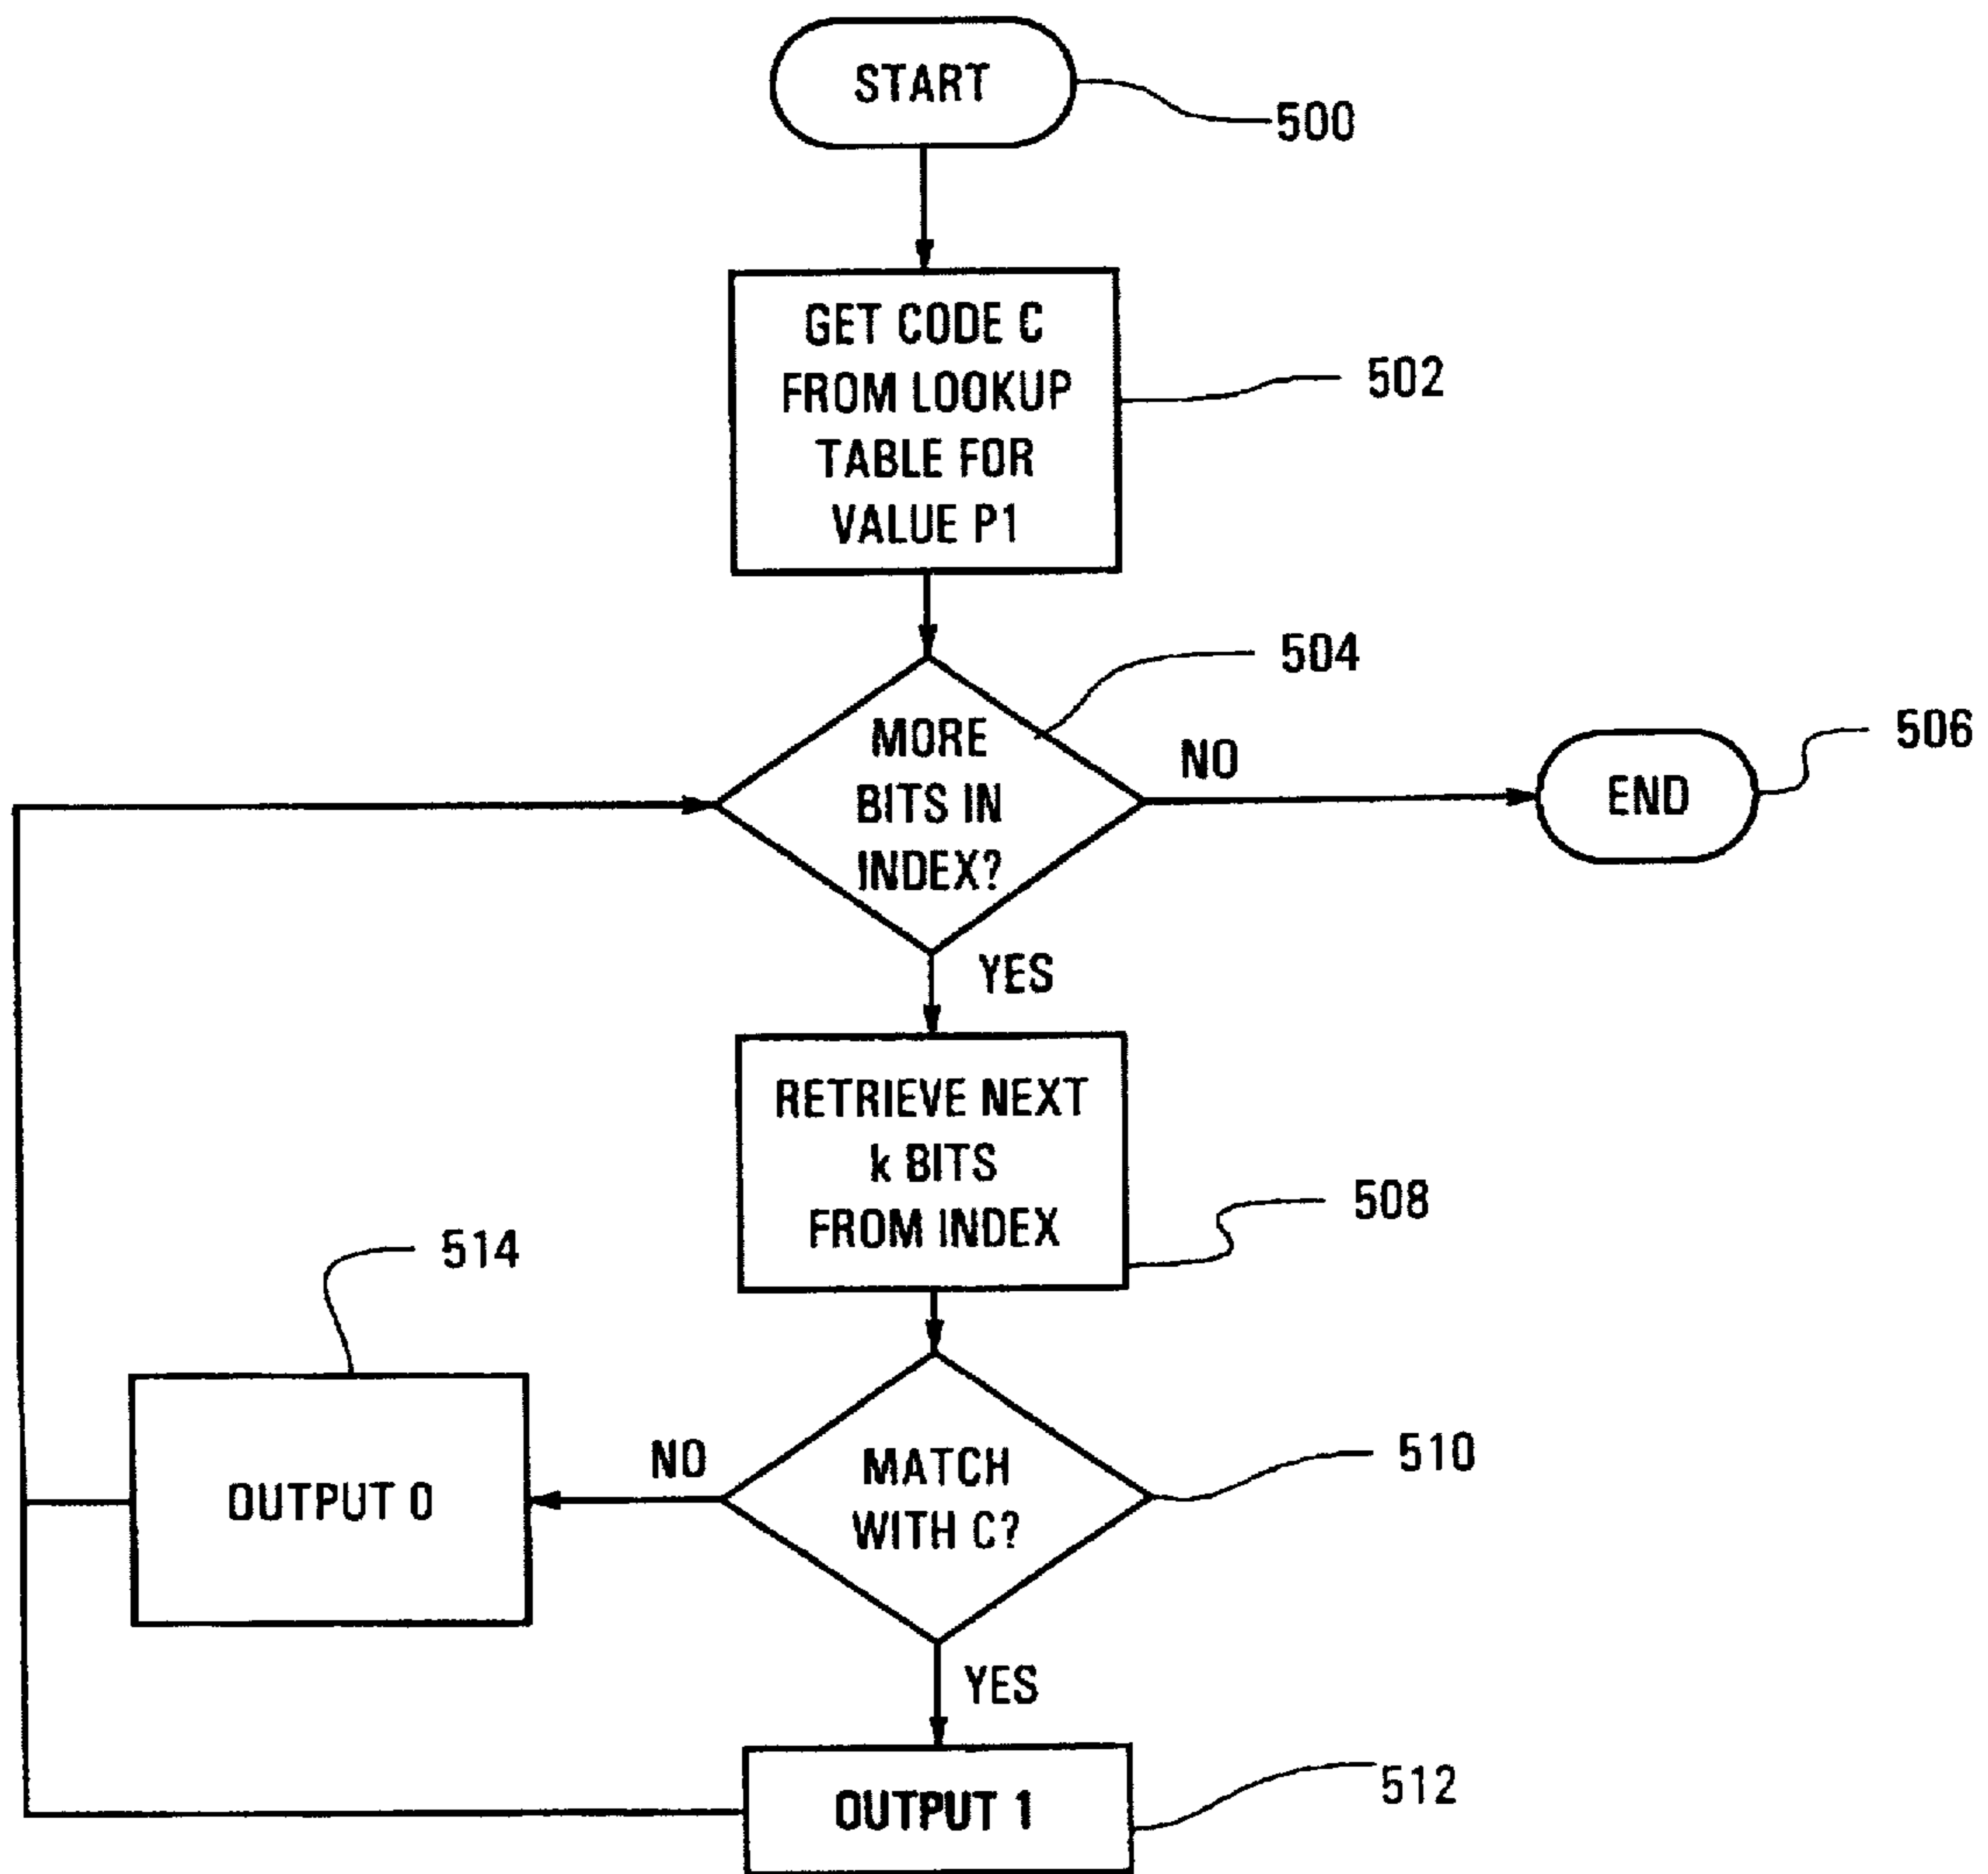 START
500
GET CODE C
FROM LOOKUP
TABLE FOR
VALUE P1
502
504
MORE
BITS IN
INDEX?
NO
END
506
YES
RETRIEVE NEXT
k BITS
FROM INDEX
508
514
OUTPUT 0
NO
MATCH
WITH C?
510
YES
OUTPUT 1
512